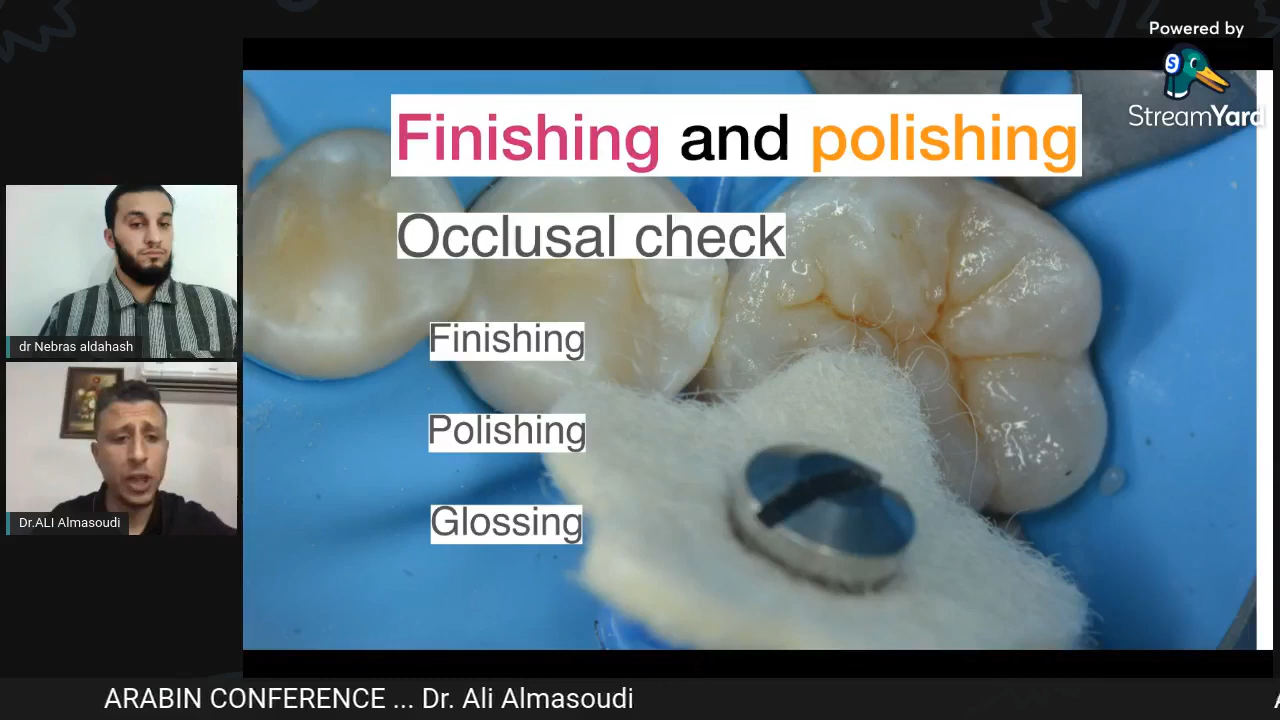 Powered by
StreamYard
Finishing and polishing
Occlusal check
Finishing
Polishing
Glossing
dr Nebras aldahash
Dr.ALI Almasoudi
ARABIN CONFERENCE ... Dr. Ali Almasoudi